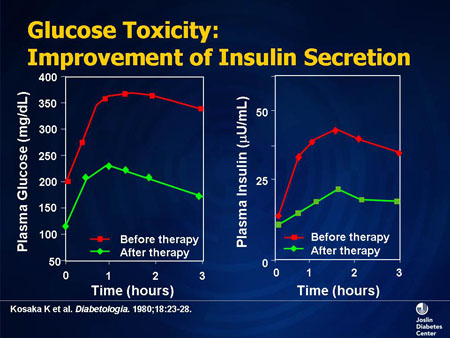 Glucose Toxicity:
Improvement of Insulin Secretion
Plasma Glucose (mg/dL)
400
350
300
250
200
150
100
50
Before therapy
After therapy
0 1 2 3
Time (hours)
Plasma Insulin (µU/mL)
50
25
0
Before therapy
After therapy
0 1 2 3
Time (hours)
Kosaka K et al. Diabetologia. 1980;18:23-28.
Joslin
Diabetes
Center